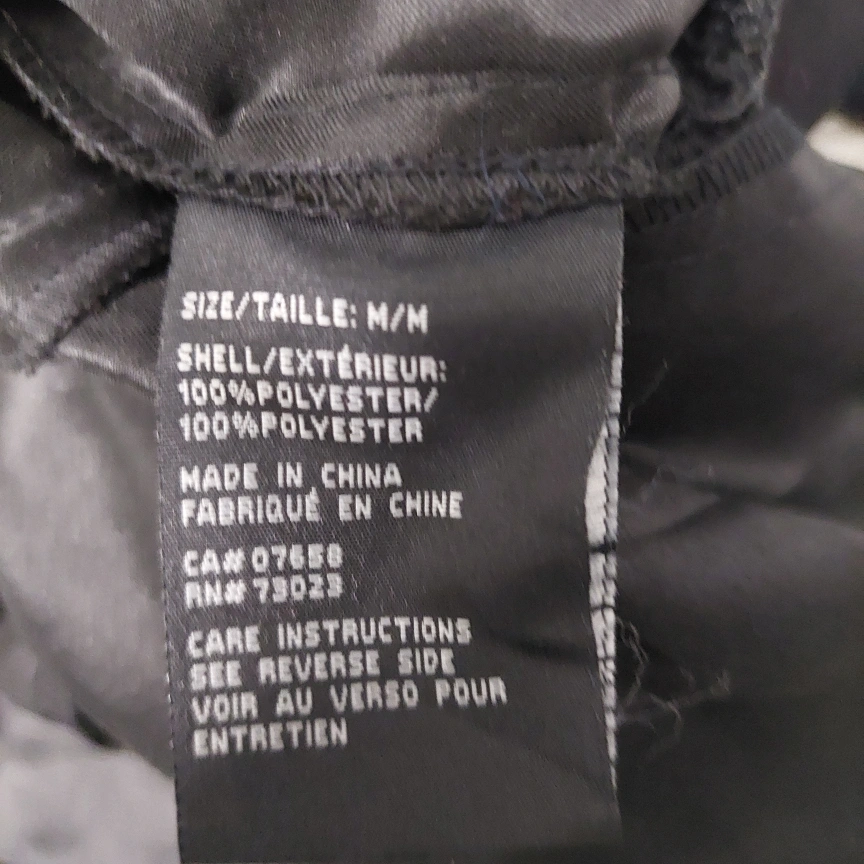 SIZE/TAILLE: M/M
SHELL/EXTÉRIEUR:
100%POLYESTER/
100%POLYESTER
MADE IN CHINA
FABRIQUÉ EN CHINE
CA# 07658
RN# 73023
CARE INSTRUCTIONS
SEE REVERSE SIDE
VOIR AU VERSO POUR
ENTRETIEN